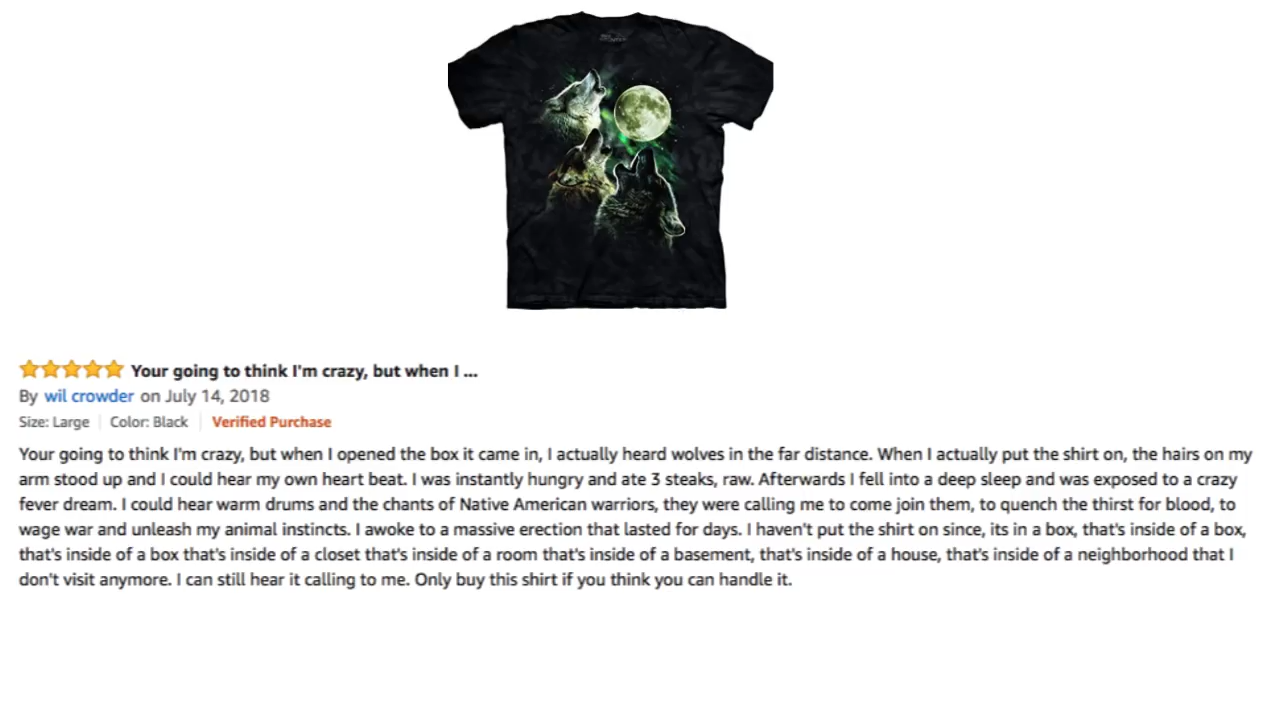 Your going to think I'm crazy, but when I ...
By wil crowder on July 14, 2018
Size: Large Color: Black Verified Purchase
Your going to think I'm crazy, but when I opened the box it came in, I actually heard wolves in the far distance. When I actually put the shirt on, the hairs on my
arm stood up and I could hear my own heart beat. I was instantly hungry and ate 3 steaks, raw. Afterwards I fell into a deep sleep and was exposed to a crazy
fever dream. I could hear warm drums and the chants of Native American warriors, they were calling me to come join them, to quench the thirst for blood, to
wage war and unleash my animal instincts. I awoke to a massive erection that lasted for days. I haven't put the shirt on since, its in a box, that's inside of a box,
that's inside of a box that's inside of a closet that's inside of a room that's inside of a basement, that's inside of a house, that's inside of a neighborhood that I
don't visit anymore. I can still hear it calling to me. Only buy this shirt if you think you can handle it.